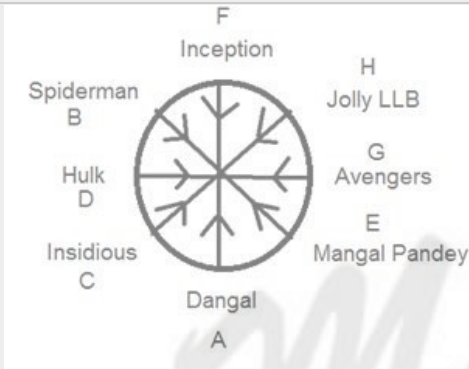 F
Inception
H
Jolly LLB
Spiderman
B
G
Avengers
Hulk
D
E
Mangal Pandey
Insidious
C
Dangal
A